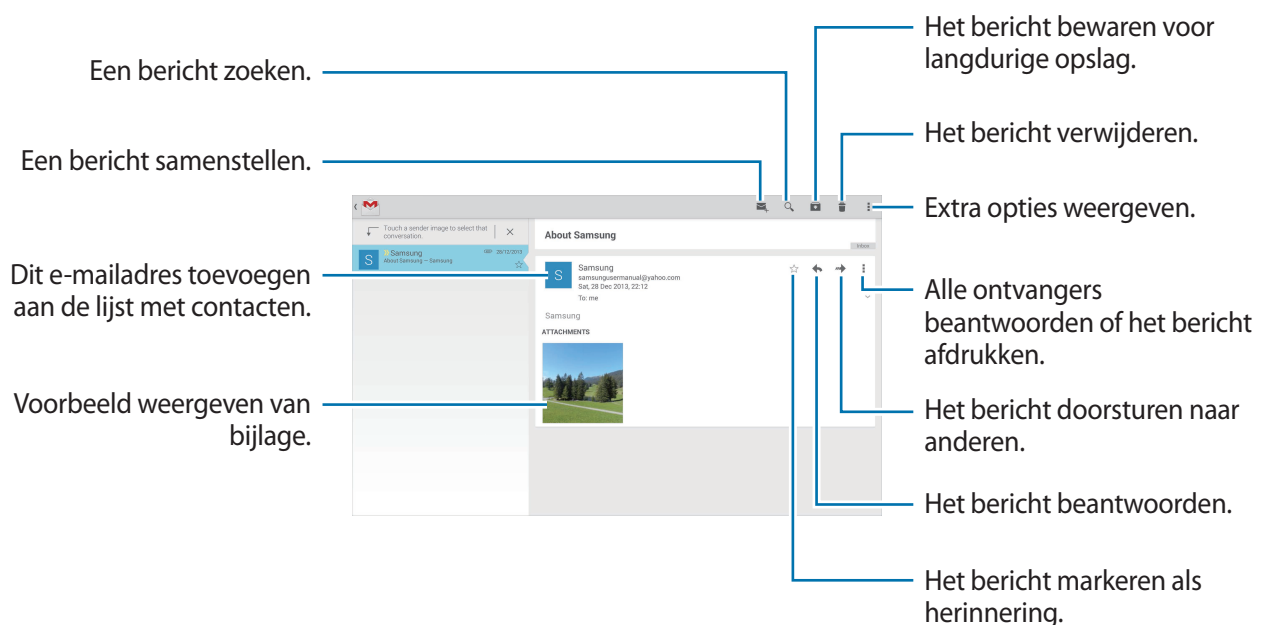 Een bericht zoeken.
Een bericht samenstellen.
Dit e-mailadres toevoegen
aan de lijst met contacten.
Voorbeeld weergeven van
bijlage.
Het bericht bewaren voor
langdurige opslag.
Het bericht verwijderen.
Extra opties weergeven.
Alle ontvangers
beantwoorden of het bericht
afdrukken.
Het bericht doorsturen naar
anderen.
Het bericht beantwoorden.
Het bericht markeren als
herinnering.
Touch a sender image to select that
conversation.
S
Samsung
28/12/2013
About Samsung — Samsung
About Samsung
Inbox
S
Samsung
samsungusermanual@yahoo.com
Sat, 28 Dec 2013, 22:12
To: me
Samsung
ATTACHMENTS